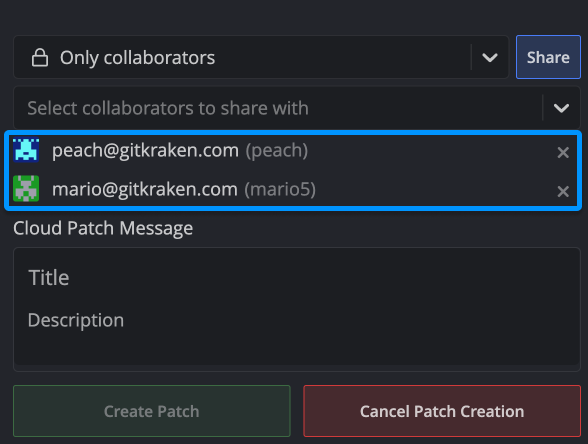 Only collaborators
Share
Select collaborators to share with
peach@gitkraken.com (peach)
mario@gitkraken.com (mario5)
Cloud Patch Message
Title
Description
Create Patch
Cancel Patch Creation